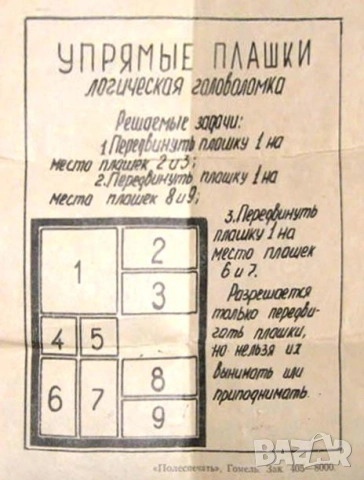 УПРЯМЫЕ ПЛАШКИ
ЛОГИЧЕСКАЯ ГОЛОВОЛОМКА
Решаемые задачи:
1. Передвинуть плашку 1 на
место плашек 2 и 3;
2. Передвинуть плашку 1 на
место плашек 8 и 9;
3. Передвинуть
плашку 1 на
место плашек
6 и 7.
Разрешается
только передви-
гать плашки,
но нельзя их
вынимать или
приподнимать.
1
2
3
4 5
6 7
8
9
«Полеспечать», Гомель. Зак. 405—8000.
BAZAR